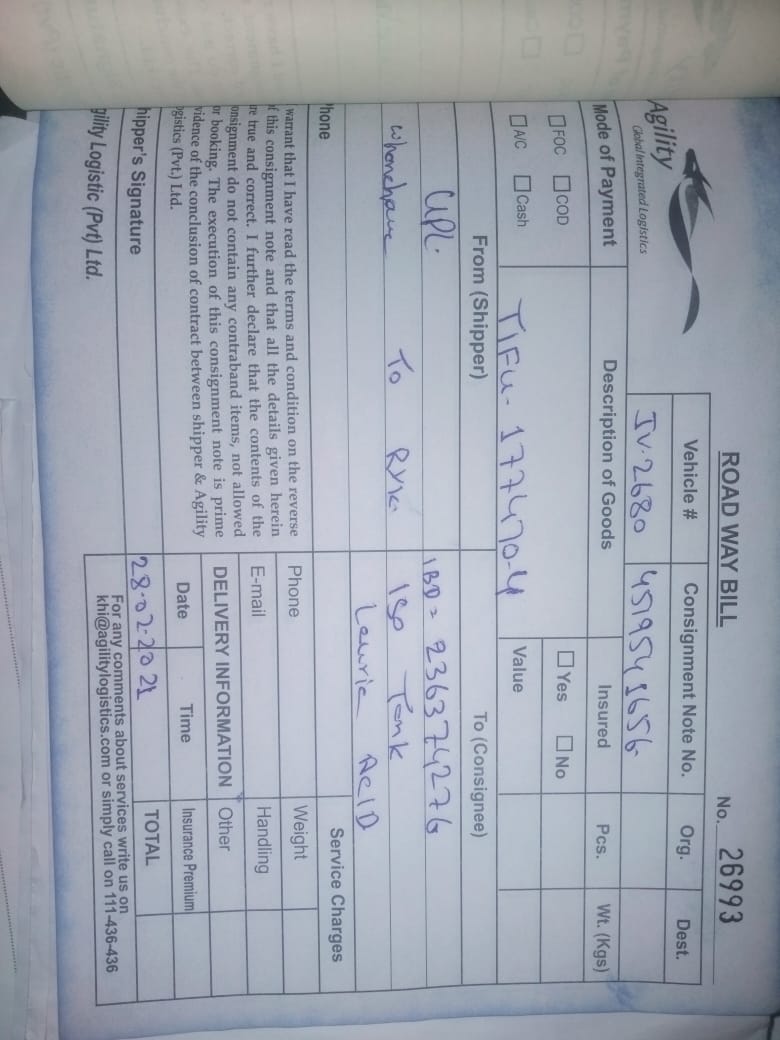 ROAD WAY BILL
No. 26993
Agility
Global Integrated Logistics
Vehicle # Consignment Note No. Org. Dest.
JV-2680 4519541656
Mode of Payment Description of Goods Insured Pcs. Wt. (Kgs)
FOC COD Yes No
A/C Cash Value
TIFU-177470-4
From (Shipper) To (Consignee)
UPL. IBD= 236374276
To RYK. ISO Tank
Lauric ACID
hone Service Charges
warrant that I have read the terms and condition on the reverse
f this consignment note and that all the details given herein
re true and correct. I further declare that the contents of the
onsignment do not contain any contraband items, not allowed
or booking. The execution of this consignment note is prime
vidence of the conclusion of contract between shipper & Agility
gistics (Pvt.) Ltd.
Phone Weight
E-mail Handling
DELIVERY INFORMATION Other
Date Time Insurance Premium
28-02-2021 TOTAL
hipper's Signature
gility Logistic (Pvt) Ltd.
For any comments about services write us on
khi@agilitylogistics.com or simply call on 111-436-436